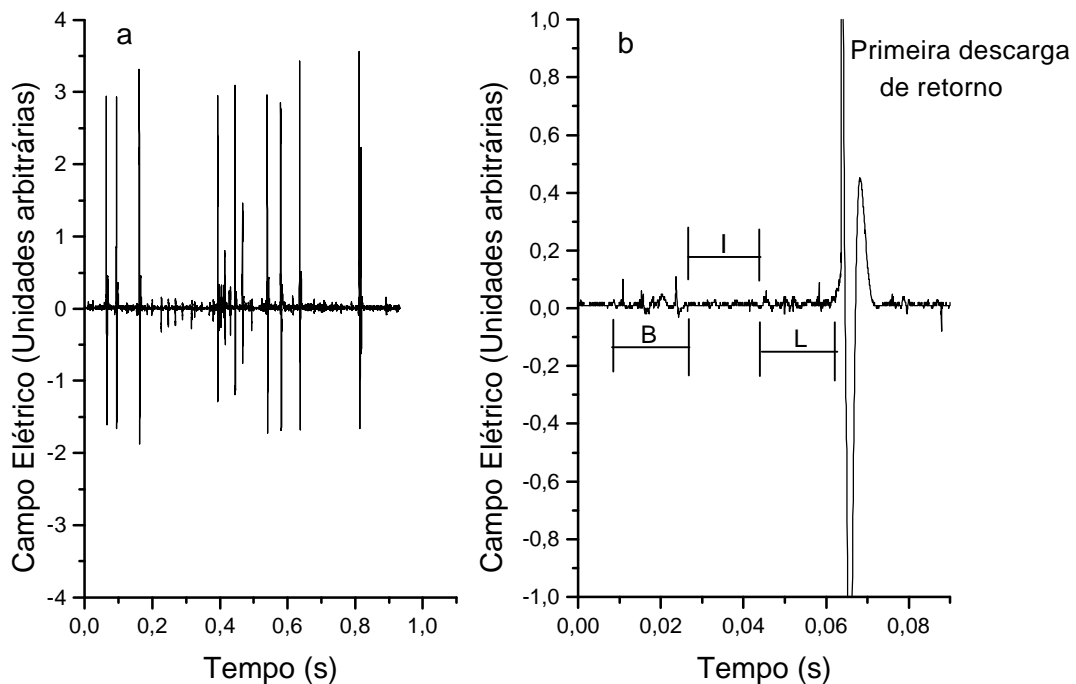 a
Campo Elétrico (Unidades arbitrárias)
4
3
2
1
0
-1
-2
-3
-4
0,0 0,2 0,4 0,6 0,8 1,0
Tempo (s)
b
Primeira descarga
de retorno
Campo Elétrico (Unidades arbitrárias)
1,0
0,8
0,6
0,4
0,2
0,0
-0,2
-0,4
-0,6
-0,8
-1,0
I
B
L
0,00 0,02 0,04 0,06 0,08
Tempo (s)